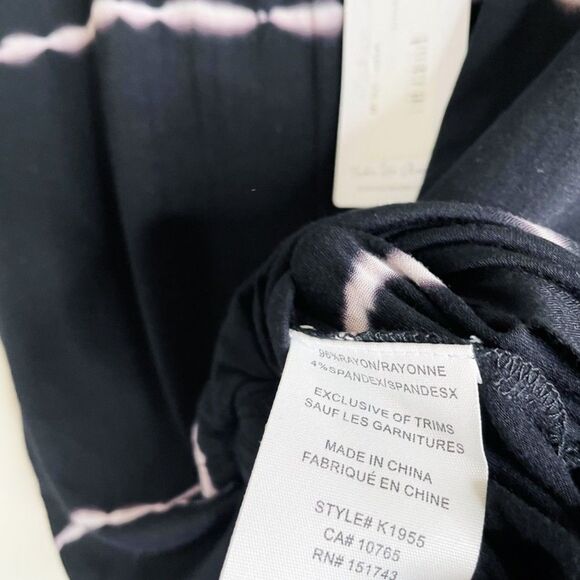 96%RAYON/RAYONNE
4%SPANDEX/SPANDESX
EXCLUSIVE OF TRIMS
SAUF LES GARNITURES
MADE IN CHINA
FABRIQUÉ EN CHINE
STYLE# K1955
CA# 10765
RN# 151743